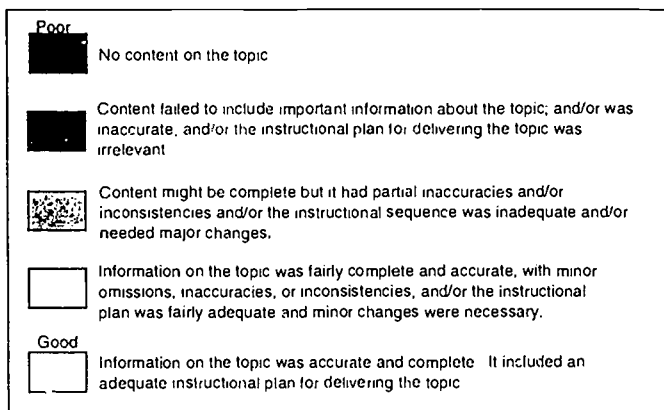 Poor
No content on the topic
Content failed to include important information about the topic; and/or was
inaccurate, and/or the instructional plan for delivering the topic was
irrelevant
Content might be complete but it had partial inaccuracies and/or
inconsistencies and/or the instructional sequence was inadequate and/or
needed major changes.
Information on the topic was fairly complete and accurate, with minor
omissions, inaccuracies, or inconsistencies, and/or the instructional
plan was fairly adequate and minor changes were necessary.
Good
Information on the topic was accurate and complete It included an
adequate instructional plan for delivering the topic